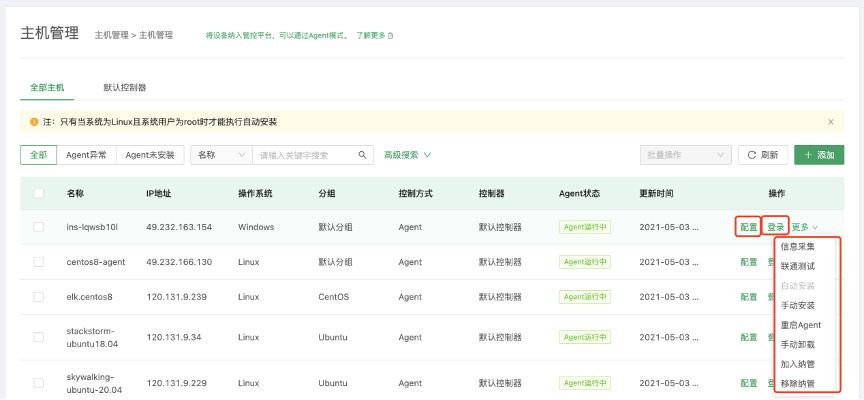 主机管理 主机管理 > 主机管理 将设备纳入管控平台，可以通过Agent模式。 了解更多
全部主机 默认控制器
注：只有当系统为Linux且系统用户为root时才能执行自动安装
全部 Agent异常 Agent未安装 名称 请输入关键字搜索 高级搜索 批量操作 刷新 + 添加
名称 IP地址 操作系统 分组 控制方式 控制器 Agent状态 更新时间 操作
ins-lqwsb10l 49.232.163.154 Windows 默认分组 Agent 默认控制器 Agent运行中 2021-05-03 ... 配置 登录 更多
信息采集
centos8-agent 49.232.166.130 Linux 默认分组 Agent 默认控制器 Agent运行中 2021-05-03 ... 配置
联通测试
自动安装
elk.centos8 120.131.9.239 Linux CentOS Agent 默认控制器 Agent运行中 2021-05-03 ... 配置
手动安装
重启Agent
stackstorm-
ubuntu18.04 120.131.9.34 Linux Ubuntu Agent 默认控制器 Agent运行中 2021-05-03 ... 配置
手动卸载
加入纳管
skywalking-
ubuntu-20.04 120.131.9.229 Linux Ubuntu Agent 默认控制器 Agent运行中 2021-05-03 ... 配置
移除纳管